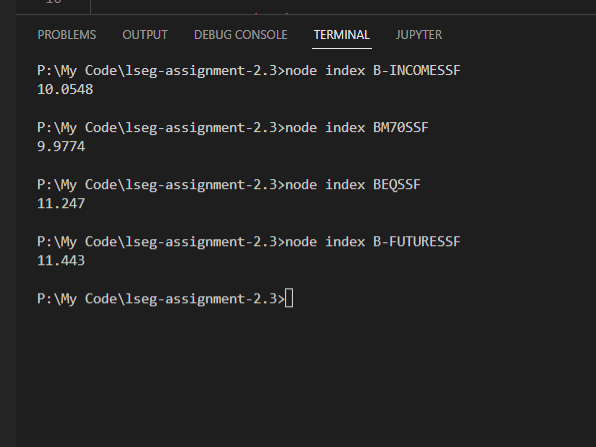 PROBLEMS OUTPUT DEBUG CONSOLE TERMINAL JUPYTER
P:\My Code\lseg-assignment-2.3>node index B-INCOMESSF
10.0548
P:\My Code\lseg-assignment-2.3>node index BM70SSF
9.9774
P:\My Code\lseg-assignment-2.3>node index BEQSSF
11.247
P:\My Code\lseg-assignment-2.3>node index B-FUTURESSF
11.443
P:\My Code\lseg-assignment-2.3>